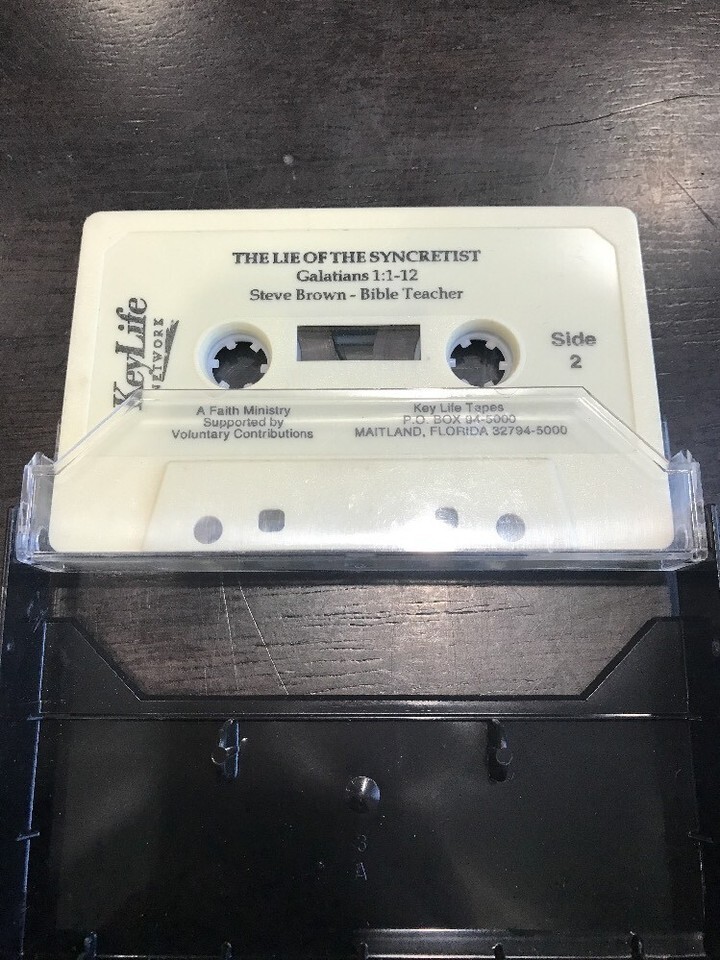 THE LIE OF THE SYNCRETIST
Galatians 1:1-12
Steve Brown - Bible Teacher
KeyLife
NETWORK
Side
2
A Faith Ministry
Supported by
Voluntary Contributions
Key Life Tapes
P.O. BOX 94-5000
MAITLAND, FLORIDA 32794-5000
3
A